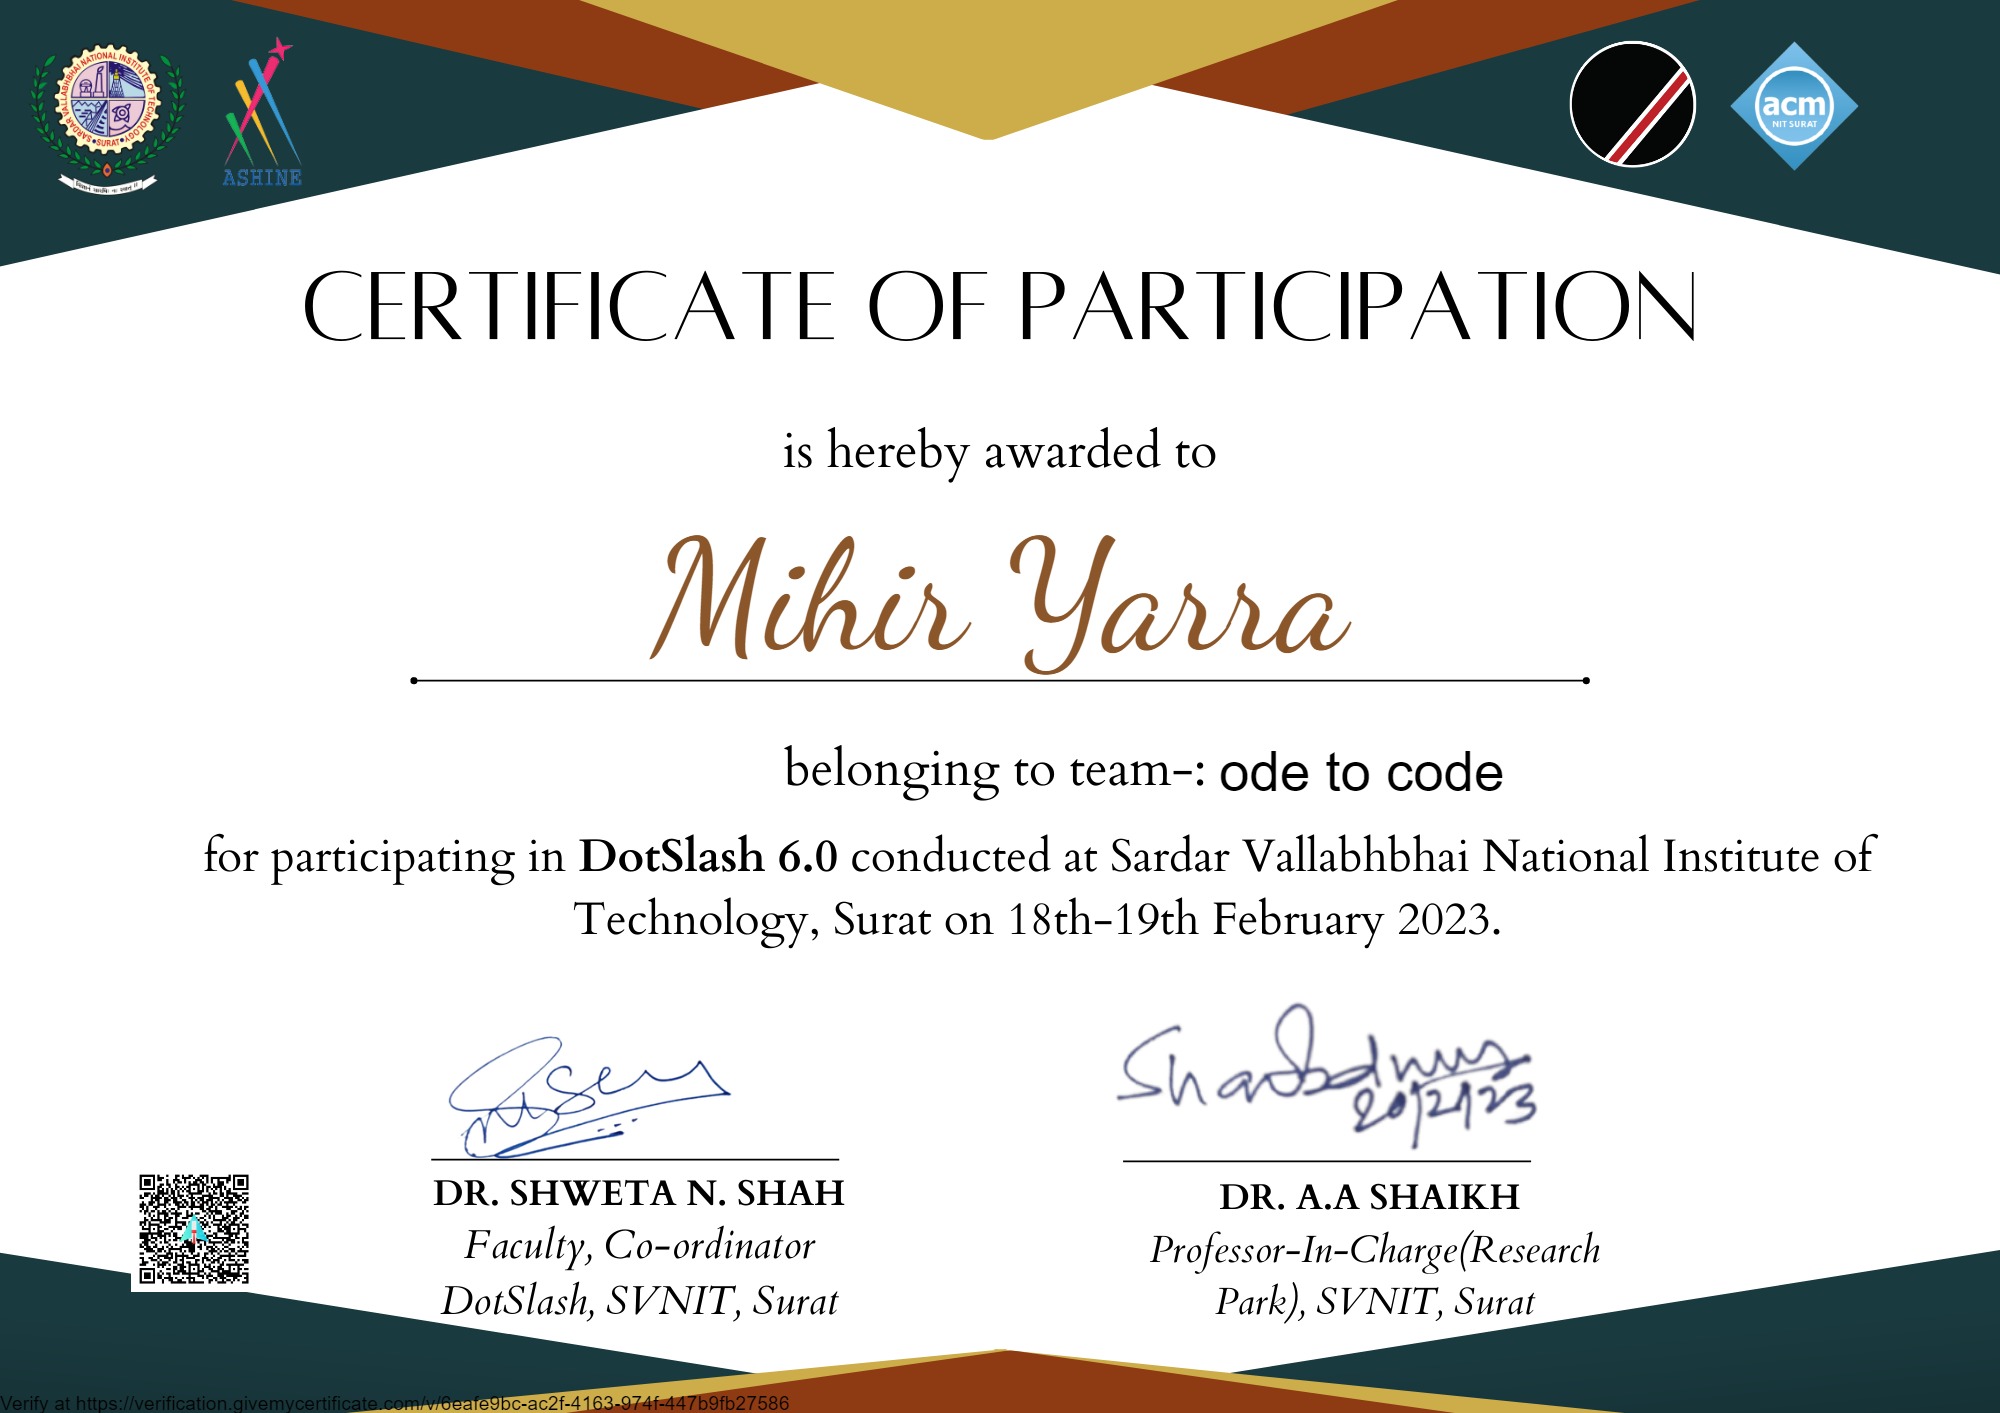 SARDAR VALLABHBHAI NATIONAL INSTITUTE OF TECHNOLOGY
SURAT
ASHINE
acm
NIT SURAT
CERTIFICATE OF PARTICIPATION
is hereby awarded to
Mihir Yarra
belonging to team-: ode to code
for participating in DotSlash 6.0 conducted at Sardar Vallabhbhai National Institute of
Technology, Surat on 18th-19th February 2023.
20/2/23
DR. SHWETA N. SHAH
Faculty, Co-ordinator
DotSlash, SVNIT, Surat
DR. A.A SHAIKH
Professor-In-Charge(Research
Park), SVNIT, Surat
Verify at https://verification.givemycertificate.com/v/6eafe9bc-ac2f-4163-974f-447b9fb27586